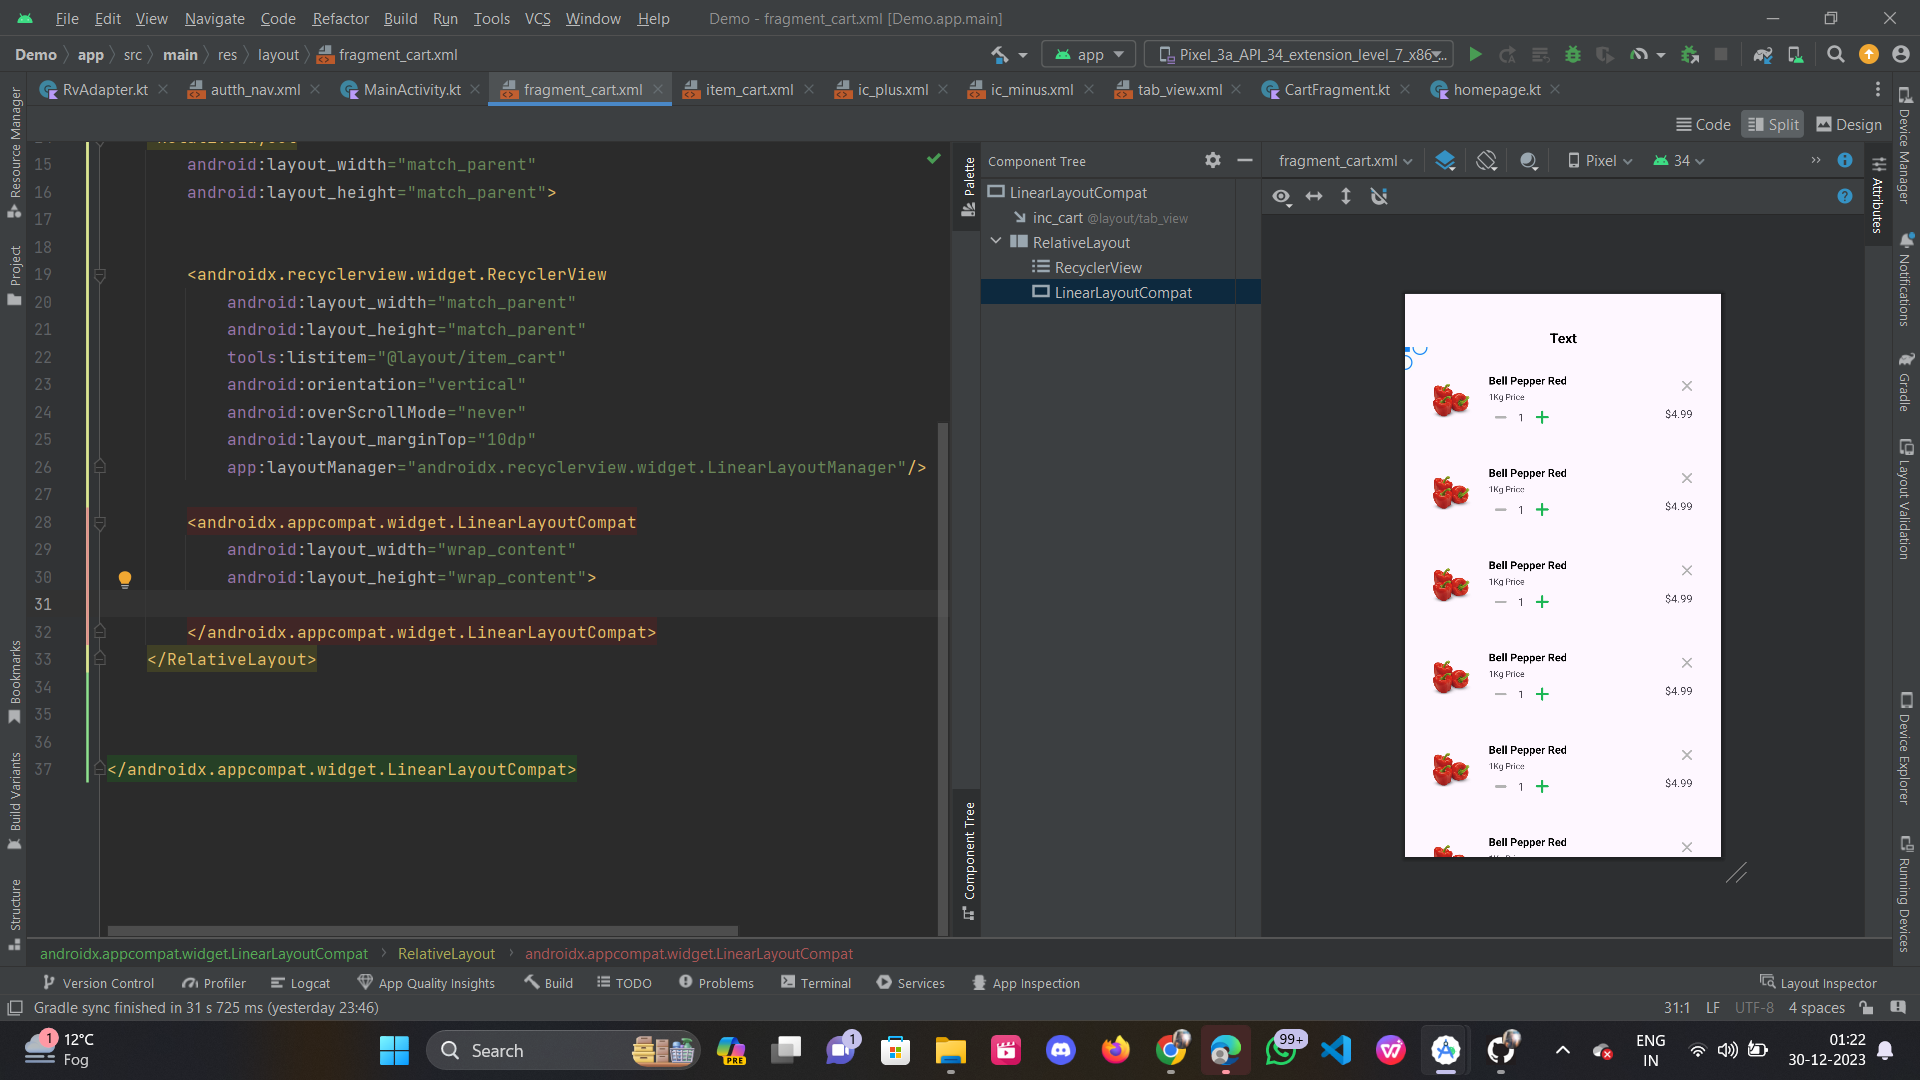 File Edit View Navigate Code Refactor Build Run Tools VCS Window Help Demo - fragment_cart.xml [Demo.app.main]
Demo app src main res layout fragment_cart.xml app Pixel_3a_API_34_extension_level_7_x86
RvAdapter.kt autth_nav.xml MainActivity.kt fragment_cart.xml item_cart.xml ic_plus.xml ic_minus.xml tab_view.xml CartFragment.kt homepage.kt
Code Split Design
Resource Manager
Project
Bookmarks
Build Variants
Structure
15 android:layout_width="match_parent"
16 android:layout_height="match_parent">
17
18
19 <androidx.recyclerview.widget.RecyclerView
20 android:layout_width="match_parent"
21 android:layout_height="match_parent"
22 tools:listitem="@layout/item_cart"
23 android:orientation="vertical"
24 android:overScrollMode="never"
25 android:layout_marginTop="10dp"
26 app:layoutManager="androidx.recyclerview.widget.LinearLayoutManager"/>
27
28 <androidx.appcompat.widget.LinearLayoutCompat
29 android:layout_width="wrap_content"
30 android:layout_height="wrap_content">
31
32 </androidx.appcompat.widget.LinearLayoutCompat>
33 </RelativeLayout>
34
35
36
37 </androidx.appcompat.widget.LinearLayoutCompat>
Palette
Component Tree
Component Tree
LinearLayoutCompat
inc_cart @layout/tab_view
RelativeLayout
RecyclerView
LinearLayoutCompat
fragment_cart.xml Pixel 34
Text
Bell Pepper Red
1Kg Price
1
$4.99
Bell Pepper Red
1Kg Price
1
$4.99
Bell Pepper Red
1Kg Price
1
$4.99
Bell Pepper Red
1Kg Price
1
$4.99
Bell Pepper Red
1Kg Price
1
$4.99
Bell Pepper Red
Attributes
Device Manager
Notifications
Gradle
Layout Validation
Device Explorer
Running Devices
androidx.appcompat.widget.LinearLayoutCompat RelativeLayout androidx.appcompat.widget.LinearLayoutCompat
Version Control Profiler Logcat App Quality Insights Build TODO Problems Terminal Services App Inspection Layout Inspector
Gradle sync finished in 31 s 725 ms (yesterday 23:46) 31:1 LF UTF-8 4 spaces
1 12°C
Fog
Search
PRE
1
99+
ENG
IN
01:22
30-12-2023